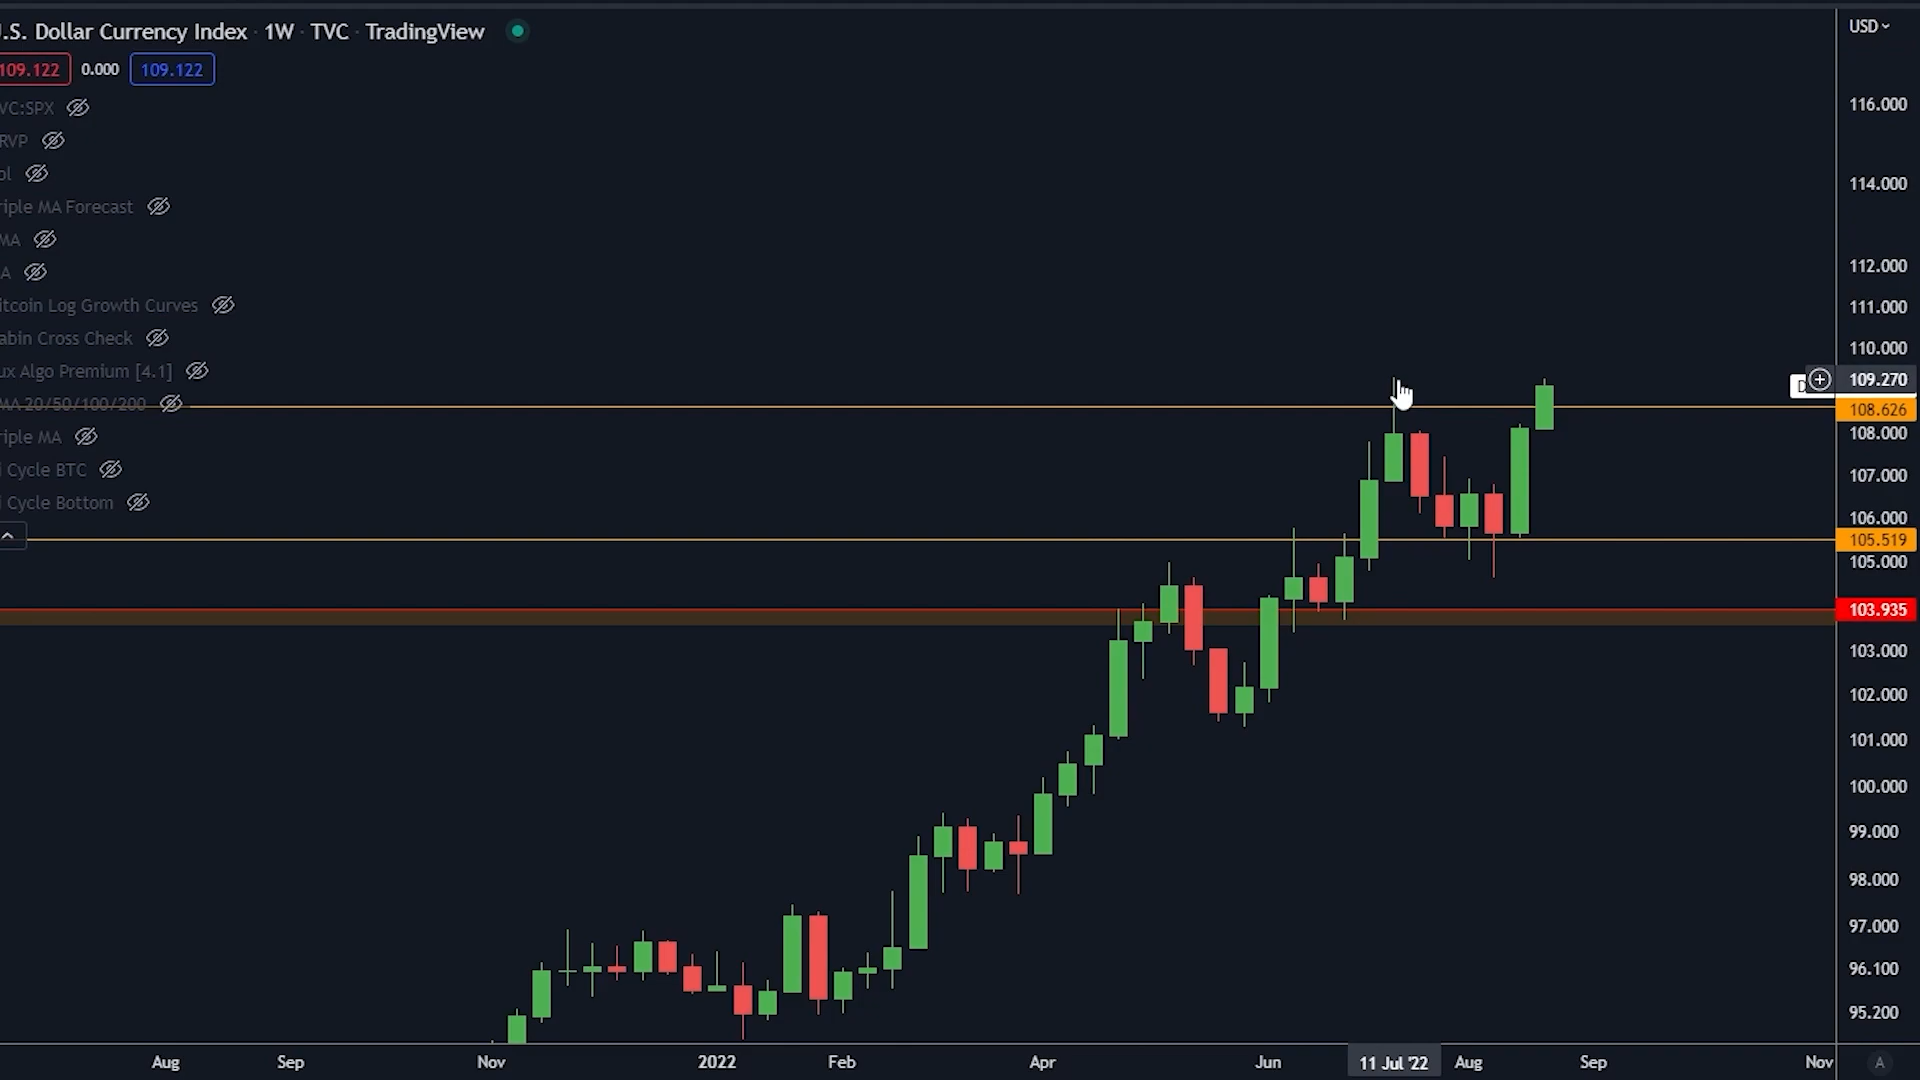 .S. Dollar Currency Index · 1W · TVC · TradingView
109.122 0.000 109.122
VC:SPX
RVP
ol
riple MA Forecast
MA
A
itcoin Log Growth Curves
abin Cross Check
ux Algo Premium [4.1]
MA 20/50/100/200
riple MA
i Cycle BTC
i Cycle Bottom
USD
116.000
114.000
112.000
111.000
110.000
D
109.270
108.626
108.000
107.000
106.000
105.519
105.000
103.935
103.000
102.000
101.000
100.000
99.000
98.000
97.000
96.100
95.200
Aug Sep Nov 2022 Feb Apr Jun 11 Jul '22 Aug Sep Nov A